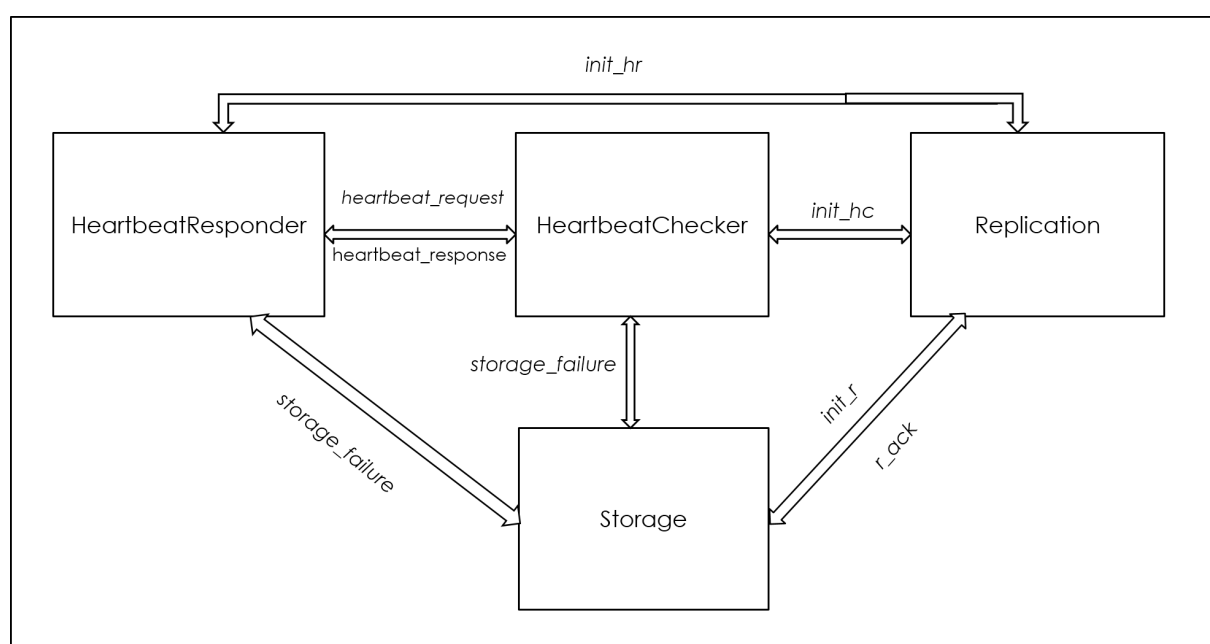 init_hr
HeartbeatResponder
heartbeat_request
heartbeat_response
HeartbeatChecker
init_hc
Replication
storage_failure
storage_failure
init_r
r_ack
Storage